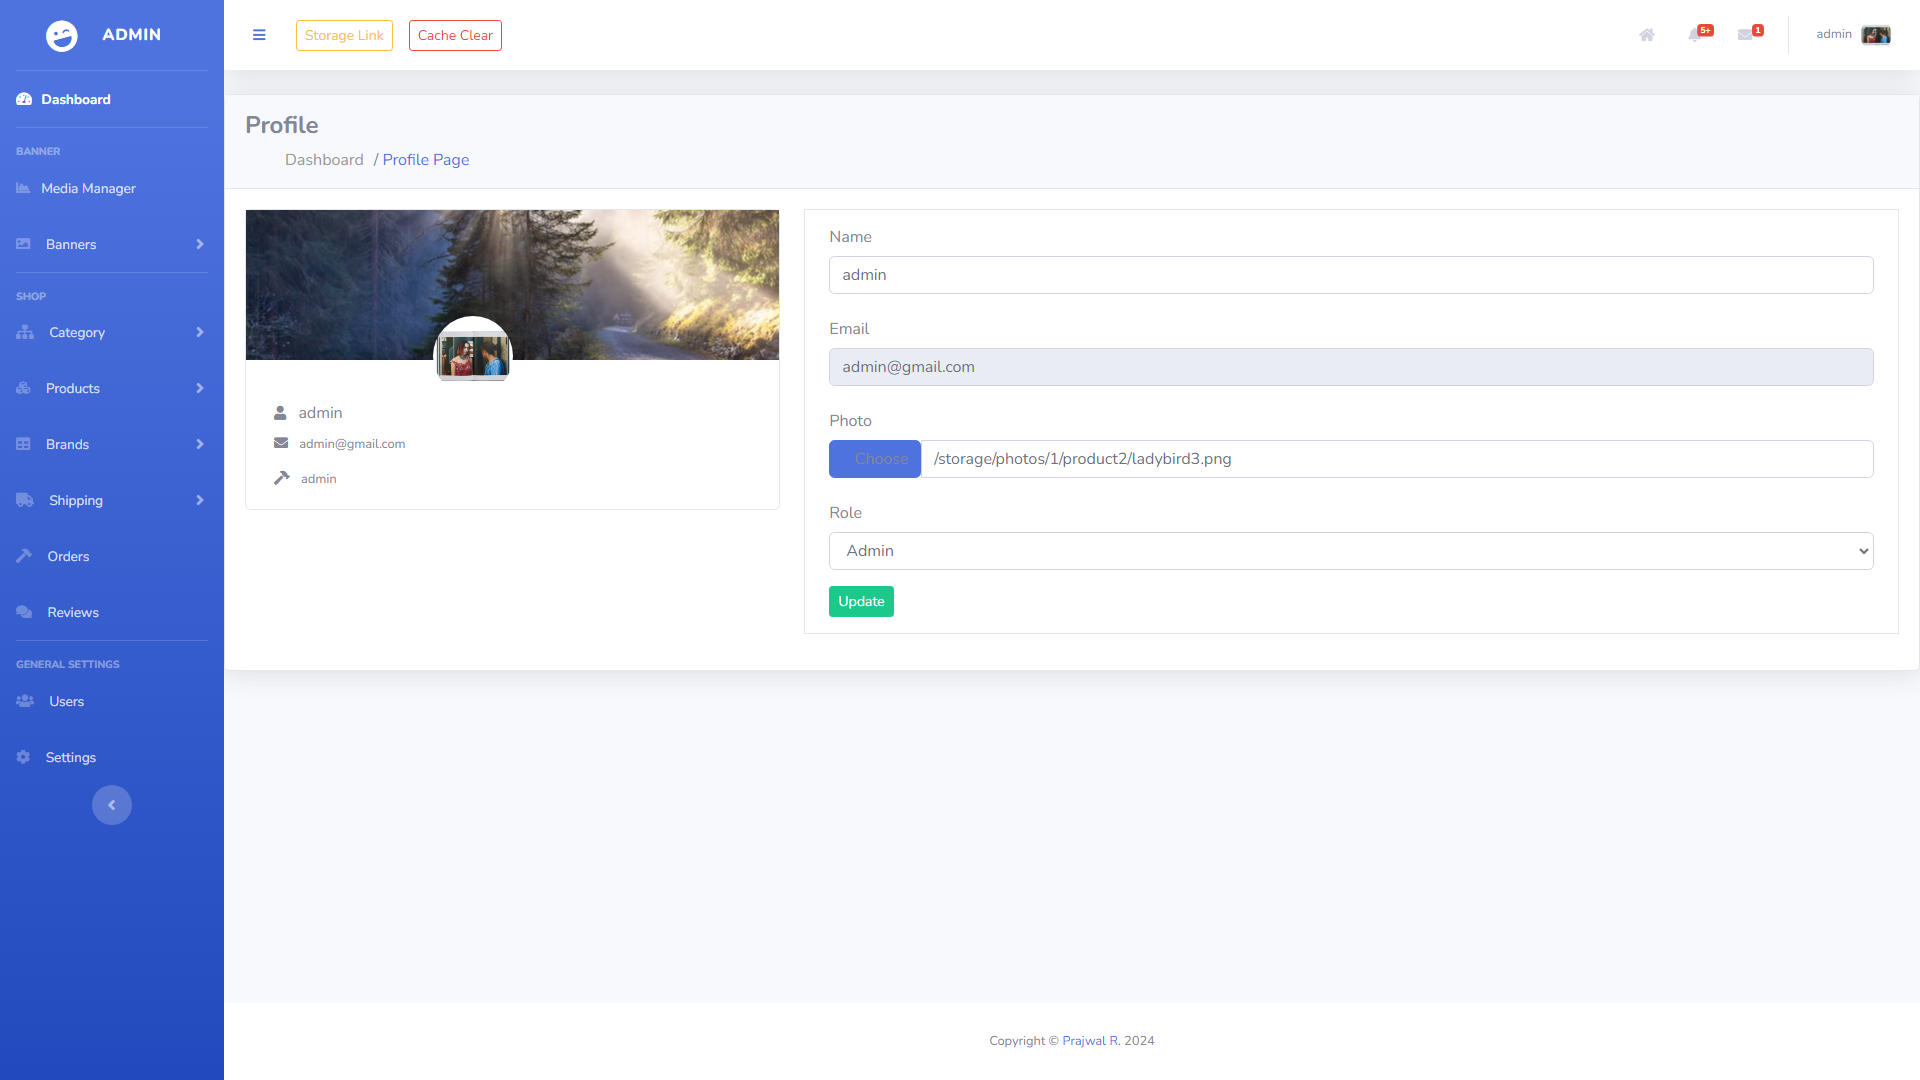 ADMIN
Dashboard
BANNER
Media Manager
Banners
SHOP
Category
Products
Brands
Shipping
Orders
Reviews
GENERAL SETTINGS
Users
Settings
Storage Link
Cache Clear
5+
1
admin
Profile
Dashboard / Profile Page
admin
admin@gmail.com
admin
Name
admin
Email
admin@gmail.com
Photo
Choose
/storage/photos/1/product2/ladybird3.png
Role
Admin
Update
Copyright © Prajwal R. 2024